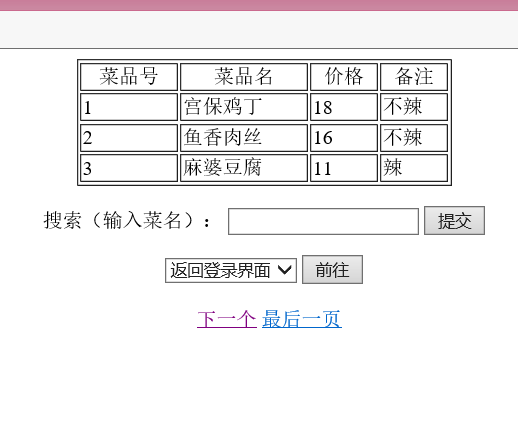 菜品号 菜品名 价格 备注
1 宫保鸡丁 18 不辣
2 鱼香肉丝 16 不辣
3 麻婆豆腐 11 辣
搜索（输入菜名）： 提交
返回登录界面 前往
下一个 最后一页